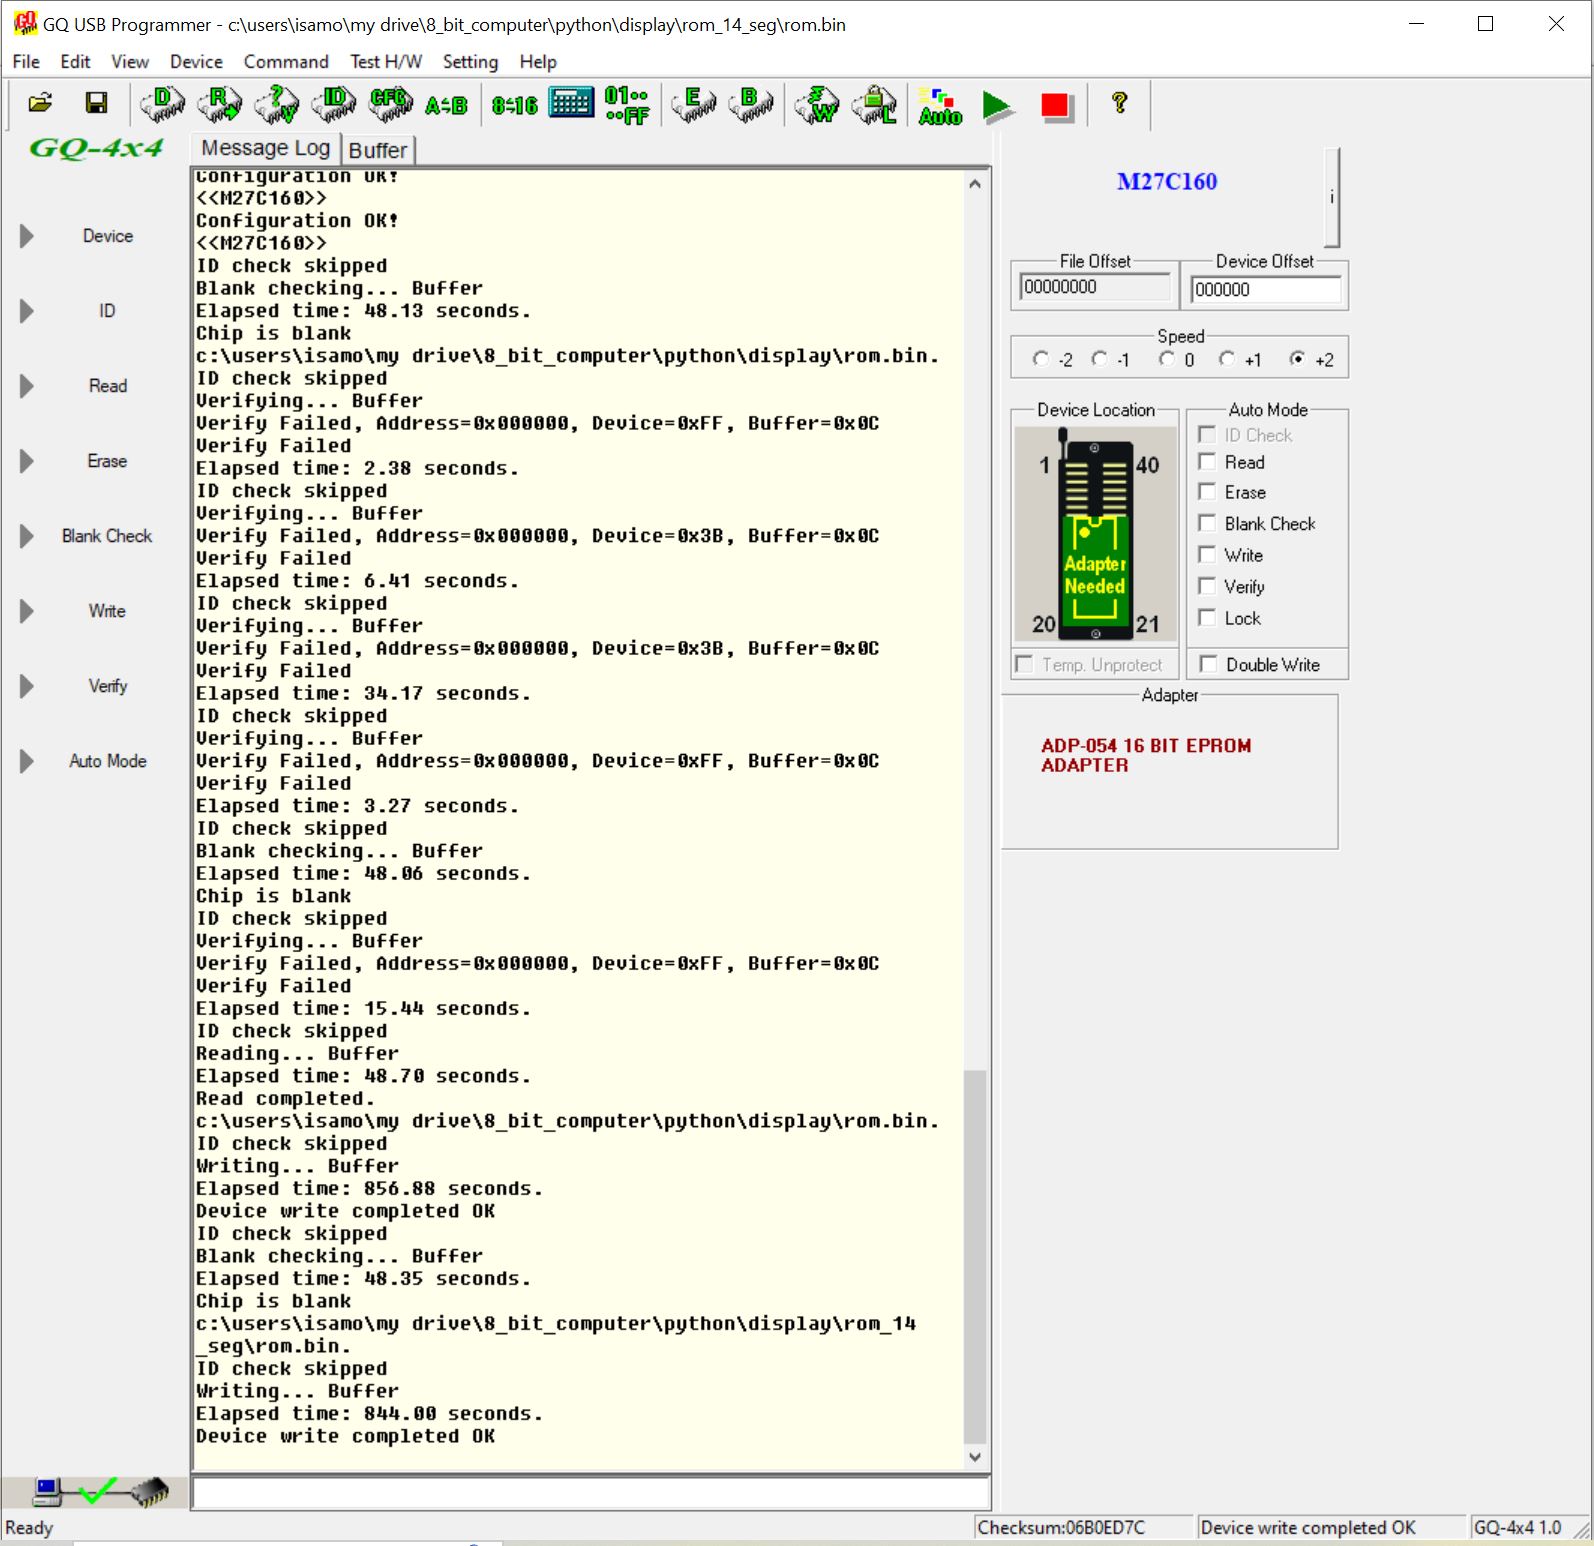 GQ USB Programmer - c:\users\isamo\my drive\8_bit_computer\python\display\rom_14_seg\rom.bin
File Edit View Device Command Test H/W Setting Help
D R ? V ID CFG A=B 8=16 01.. ..FF E B W L Auto ?
GQ-4x4
Device
ID
Read
Erase
Blank Check
Write
Verify
Auto Mode
Message Log Buffer
Configuration OK!
<<M27C160>>
Configuration OK!
<<M27C160>>
ID check skipped
Blank checking... Buffer
Elapsed time: 48.13 seconds.
Chip is blank
c:\users\isamo\my drive\8_bit_computer\python\display\rom.bin.
ID check skipped
Verifying... Buffer
Verify Failed, Address=0x000000, Device=0xFF, Buffer=0x0C
Verify Failed
Elapsed time: 2.38 seconds.
ID check skipped
Verifying... Buffer
Verify Failed, Address=0x000000, Device=0x3B, Buffer=0x0C
Verify Failed
Elapsed time: 6.41 seconds.
ID check skipped
Verifying... Buffer
Verify Failed, Address=0x000000, Device=0x3B, Buffer=0x0C
Verify Failed
Elapsed time: 34.17 seconds.
ID check skipped
Verifying... Buffer
Verify Failed, Address=0x000000, Device=0xFF, Buffer=0x0C
Verify Failed
Elapsed time: 3.27 seconds.
ID check skipped
Blank checking... Buffer
Elapsed time: 48.06 seconds.
Chip is blank
ID check skipped
Verifying... Buffer
Verify Failed, Address=0x000000, Device=0xFF, Buffer=0x0C
Verify Failed
Elapsed time: 15.44 seconds.
ID check skipped
Reading... Buffer
Elapsed time: 48.70 seconds.
Read completed.
c:\users\isamo\my drive\8_bit_computer\python\display\rom.bin.
ID check skipped
Writing... Buffer
Elapsed time: 856.88 seconds.
Device write completed OK
ID check skipped
Blank checking... Buffer
Elapsed time: 48.35 seconds.
Chip is blank
c:\users\isamo\my drive\8_bit_computer\python\display\rom_14
_seg\rom.bin.
ID check skipped
Writing... Buffer
Elapsed time: 844.00 seconds.
Device write completed OK
M27C160
i
File Offset
00000000
Device Offset
000000
Speed
-2 -1 0 +1 +2
Device Location
1 40
Adapter
Needed
20 21
Temp. Unprotect
Auto Mode
ID Check
Read
Erase
Blank Check
Write
Verify
Lock
Double Write
Adapter
ADP-054 16 BIT EPROM
ADAPTER
Ready
Checksum:06B0ED7C
Device write completed OK
GQ-4x4 1.0